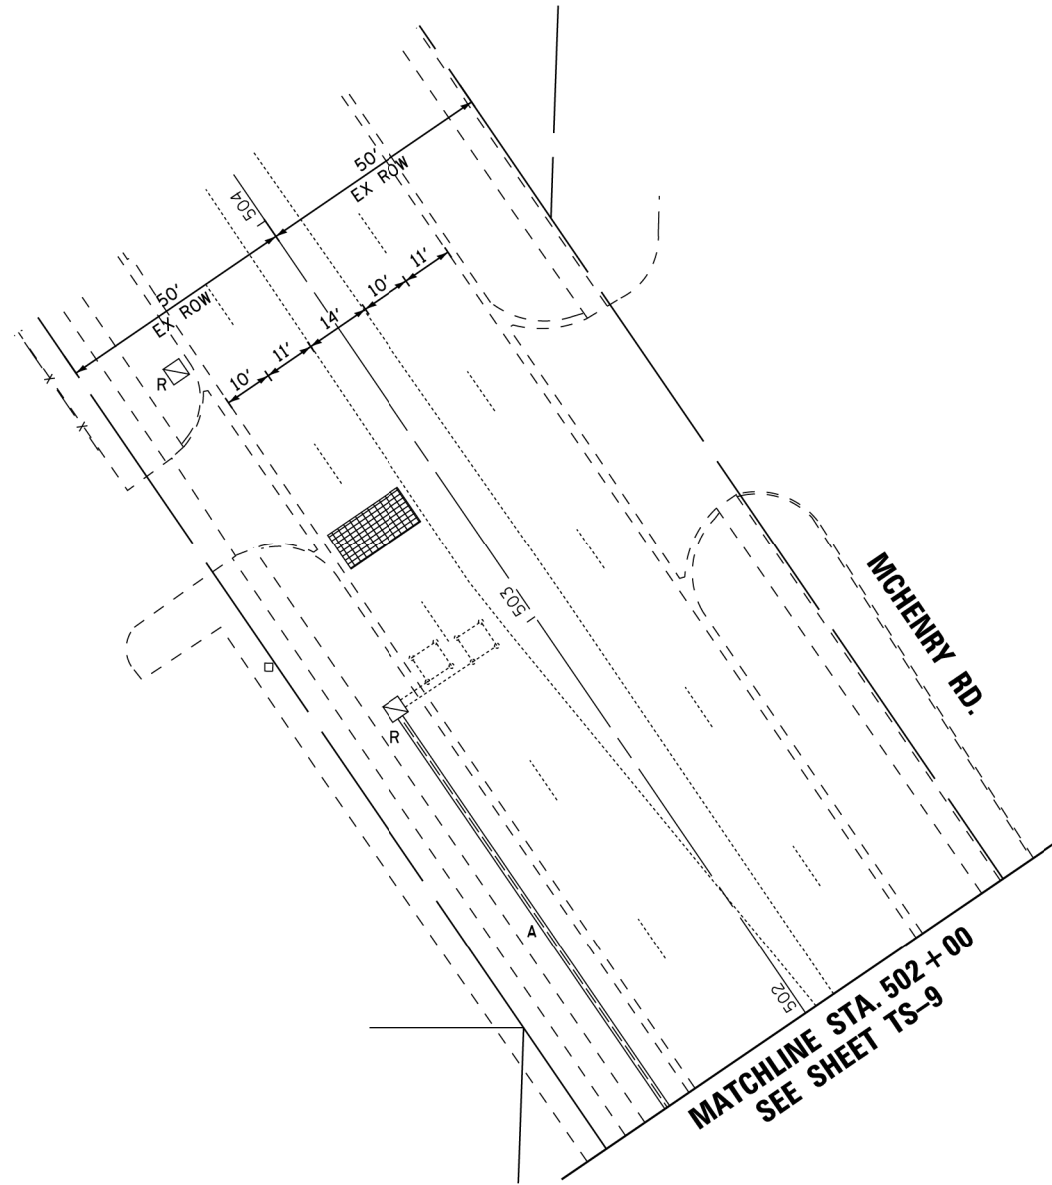 50'
EX ROW
504
50'
EX ROW
11'
10'
14'
11'
10'
R
x
x
503
MCHENRY RD.
R
A
502
MATCHLINE STA. 502+00
SEE SHEET TS-9